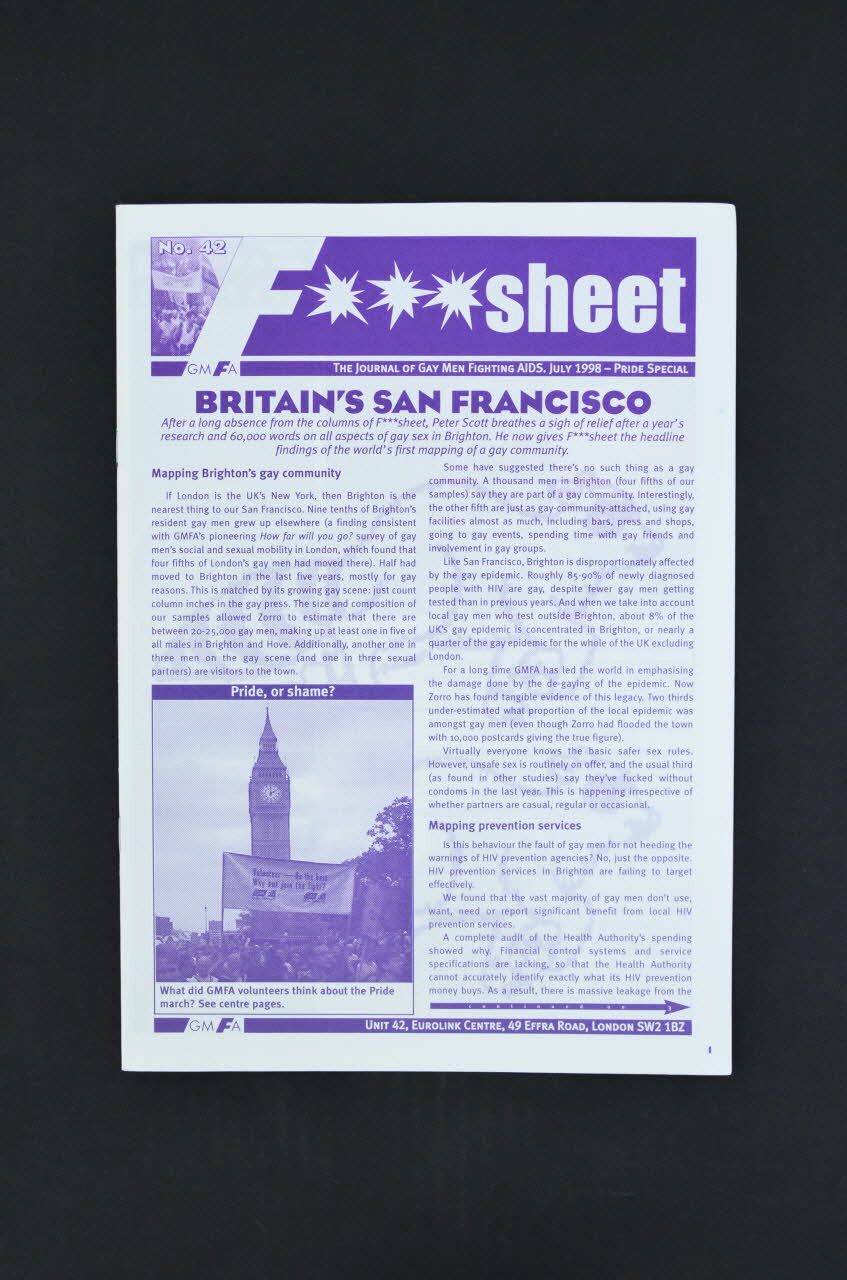 No. 42
F***sheet
GMFA
THE JOURNAL OF GAY MEN FIGHTING AIDS. JULY 1998 – PRIDE SPECIAL
BRITAIN'S SAN FRANCISCO
After a long absence from the columns of F***sheet, Peter Scott breathes a sigh of relief after a year's
research and 60,000 words on all aspects of gay sex in Brighton. He now gives F***sheet the headline
findings of the world's first mapping of a gay community.
Mapping Brighton's gay community
If London is the UK's New York, then Brighton is the
nearest thing to our San Francisco. Nine tenths of Brighton's
resident gay men grew up elsewhere (a finding consistent
with GMFA's pioneering How far will you go? survey of gay
men's social and sexual mobility in London, which found that
four fifths of London's gay men had moved there). Half had
moved to Brighton in the last five years, mostly for gay
reasons. This is matched by its growing gay scene: just count
column inches in the gay press. The size and composition of
our samples allowed Zorro to estimate that there are
between 20-25,000 gay men, making up at least one in five of
all males in Brighton and Hove. Additionally, another one in
three men on the gay scene (and one in three sexual
partners) are visitors to the town.
Pride, or shame?
Volunteer — Be the best
Why not join the fight?
What did GMFA volunteers think about the Pride
march? See centre pages.
Some have suggested there's no such thing as a gay
community. A thousand men in Brighton (four fifths of our
samples) say they are part of a gay community. Interestingly,
the other fifth are just as gay-community-attached, using gay
facilities almost as much, including bars, press and shops,
going to gay events, spending time with gay friends and
involvement in gay groups.
Like San Francisco, Brighton is disproportionately affected
by the gay epidemic. Roughly 85-90% of newly diagnosed
people with HIV are gay, despite fewer gay men getting
tested than in previous years. And when we take into account
local gay men who test outside Brighton, about 8% of the
UK's gay epidemic is concentrated in Brighton, or nearly a
quarter of the gay epidemic for the whole of the UK excluding
London.
For a long time GMFA has led the world in emphasising
the damage done by the de-gaying of the epidemic. Now
Zorro has found tangible evidence of this legacy. Two thirds
under-estimated what proportion of the local epidemic was
amongst gay men (even though Zorro had flooded the town
with 10,000 postcards giving the true figure).
Virtually everyone knows the basic safer sex rules.
However, unsafe sex is routinely on offer, and the usual third
(as found in other studies) say they've fucked without
condoms in the last year. This is happening irrespective of
whether partners are casual, regular or occasional.
Mapping prevention services
Is this behaviour the fault of gay men for not heeding the
warnings of HIV prevention agencies? No, just the opposite.
HIV prevention services in Brighton are failing to target
effectively.
We found that the vast majority of gay men don't use,
want, need or report significant benefit from local HIV
prevention services.
A complete audit of the Health Authority's spending
showed why. Financial control systems and service
specifications are lacking, so that the Health Authority
cannot accurately identify exactly what its HIV prevention
money buys. As a result, there is massive leakage from the
continued on 3
GMFA
UNIT 42, EUROLINK CENTRE, 49 EFFRA ROAD, LONDON SW2 1BZ
1